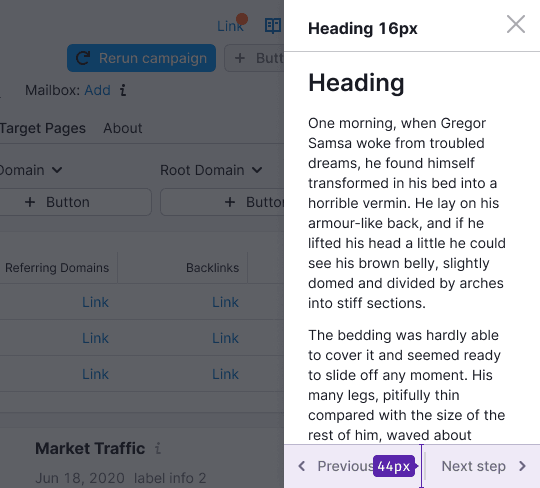 Link
Rerun campaign
+ Butt
Mailbox: Add i
Target Pages About
Domain
Root Domain
+ Button
+ Button
Referring Domains
Backlinks
Link Link
Link Link
Link Link
Market Traffic i
Jun 18, 2020 label info 2
Heading 16px
Heading
One morning, when Gregor
Samsa woke from troubled
dreams, he found himself
transformed in his bed into a
horrible vermin. He lay on his
armour-like back, and if he
lifted his head a little he could
see his brown belly, slightly
domed and divided by arches
into stiff sections.
The bedding was hardly able
to cover it and seemed ready
to slide off any moment. His
many legs, pitifully thin
compared with the size of the
rest of him, waved about
Previous 44px Next step